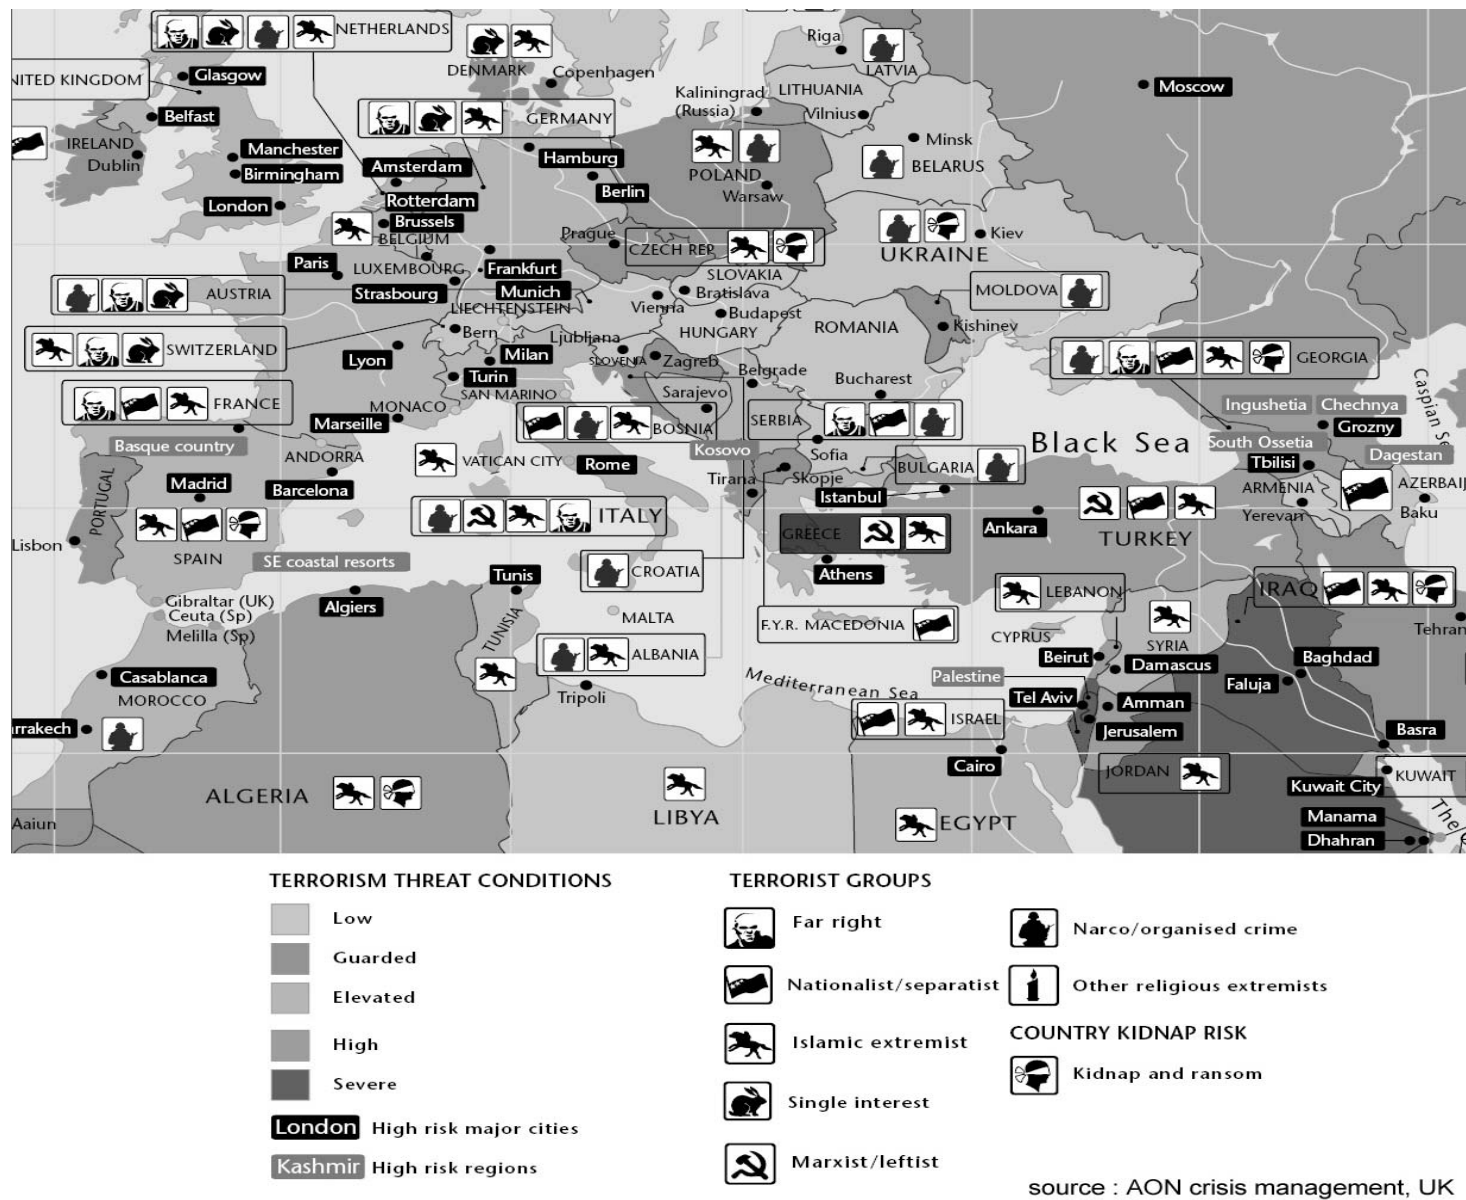 NETHERLANDS
Riga
LATVIA
DENMARK
Copenhagen
NITED KINGDOM
Glasgow
LITHUANIA
Kaliningrad
(Russia)
Vilnius
Moscow
Belfast
GERMANY
Minsk
IRELAND
Dublin
Manchester
Birmingham
Hamburg
Amsterdam
BELARUS
POLAND
Warsaw
Berlin
London
Rotterdam
Brussels
BELGIUM
Prague
CZECH REP.
Kiev
UKRAINE
Paris
LUXEMBOURG
Frankfurt
SLOVAKIA
Strasbourg
Munich
Bratislava
MOLDOVA
AUSTRIA
LIECHTENSTEIN
Vienna
Budapest
Bern
Ljubljana
HUNGARY
ROMANIA
Kishinev
SWITZERLAND
Lyon
Milan
SLOVENIA
Zagreb
GEORGIA
Turin
Belgrade
Bucharest
SAN MARINO
Sarajevo
Caspian Se
FRANCE
MONACO
Marseille
BOSNIA
SERBIA
Ingushetia
Chechnya
Grozny
Basque country
ANDORRA
VATICAN CITY
Rome
Kosovo
Sofia
Black Sea
South Ossetia
Dagestan
Tbilisi
PORTUGAL
Madrid
Barcelona
Tirana
Skopje
BULGARIA
Istanbul
ARMENIA
AZERBAIJ
Yerevan
Baku
Ankara
TURKEY
ITALY
GREECE
Lisbon
SPAIN
SE coastal resorts
CROATIA
Athens
Tunis
Algiers
LEBANON
IRAQ
Gibraltar (UK)
Ceuta (Sp)
Melilla (Sp)
TUNISIA
MALTA
F.Y.R. MACEDONIA
CYPRUS
SYRIA
Tehran
ALBANIA
Beirut
Damascus
Baghdad
Faluja
Casablanca
MOROCCO
Tripoli
Mediterranean Sea
Palestine
Tel Aviv
Amman
ISRAEL
Jerusalem
rrakech
Basra
Cairo
JORDAN
KUWAIT
Kuwait City
ALGERIA
LIBYA
EGYPT
Aaiun
Manama
The
Dhahran
TERRORISM THREAT CONDITIONS
Low
Guarded
Elevated
High
Severe
London High risk major cities
Kashmir High risk regions
TERRORIST GROUPS
Far right
Nationalist/separatist
Islamic extremist
Single interest
Marxist/leftist
Narco/organised crime
Other religious extremists
COUNTRY KIDNAP RISK
Kidnap and ransom
source : AON crisis management, UK